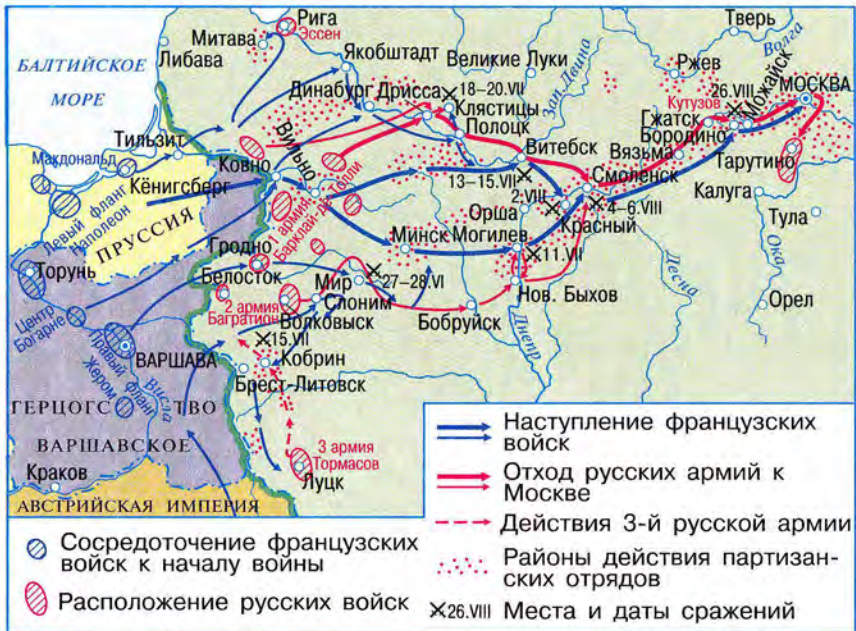 Рига
Эссен
Митава
Либава
БАЛТИЙСКОЕ
МОРЕ
Якобштадт
Великие Луки
Зап. Двина
Тверь
Волга
Ржев
Динабург
Дрисса
18–20.VII
Клястицы
Полоцк
26.VIII
Можайск
МОСКВА
Кутузов
Гжатск
Бородино
Вязьма
Тильзит
Макдональд
Ковно
Вильно
Витебск
Смоленск
Тарутино
Кёнигсберг
13–15.VII
2.VIII
Калуга
Левый фланг
Наполеон
ПРУССИЯ
1 армия
Барклай-де-Толли
Орша
Красный
4–6.VIII
Тула
Гродно
Минск
Могилев
11.VII
Ока
Торунь
Белосток
Мир
27–28.VI
Десна
Центр
Богарне
2 армия
Багратион
Слоним
Волковыск
Бобруйск
Нов. Быхов
Днепр
Орел
15.VII
ВАРШАВА
Правый фланг
Жером
Висла
Кобрин
Брест-Литовск
ГЕРЦОГСТВО
ВАРШАВСКОЕ
3 армия
Тормасов
Луцк
Краков
АВСТРИЙСКАЯ ИМПЕРИЯ
Наступление французских
войск
Отход русских армий к
Москве
Действия 3-й русской армии
Районы действия партизан-
ских отрядов
26.VIII Места и даты сражений
Сосредоточение французских
войск к началу войны
Расположение русских войск